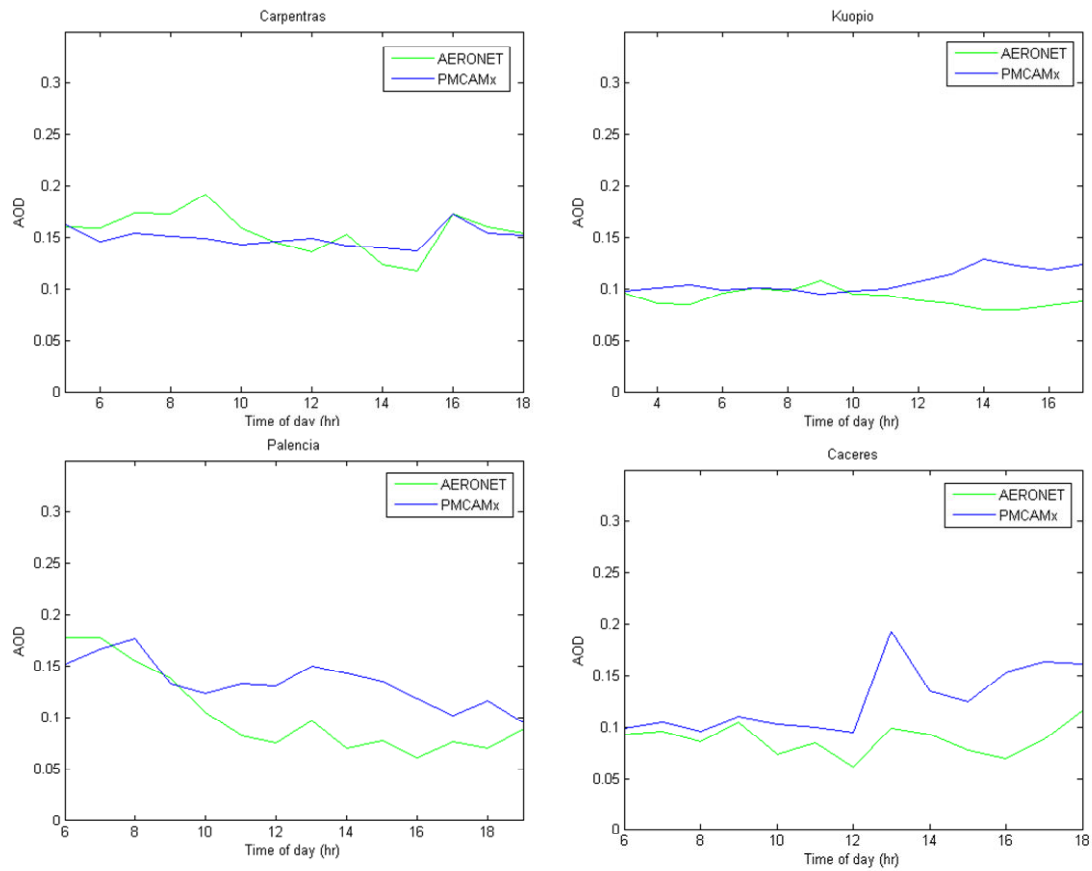 Carpentras
AERONET
PMCAMx
0.3
0.25
0.2
0.15
0.1
0.05
0
AOD
6
8
10
12
14
16
18
Time of day (hr)
Kuopio
AERONET
PMCAMx
0.3
0.25
0.2
0.15
0.1
0.05
0
AOD
4
6
8
10
12
14
16
Time of day (hr)
Palencia
AERONET
PMCAMx
0.3
0.25
0.2
0.15
0.1
0.05
0
AOD
6
8
10
12
14
16
18
Time of day (hr)
Caceres
AERONET
PMCAMx
0.3
0.25
0.2
0.15
0.1
0.05
0
AOD
6
8
10
12
14
16
18
Time of day (hr)